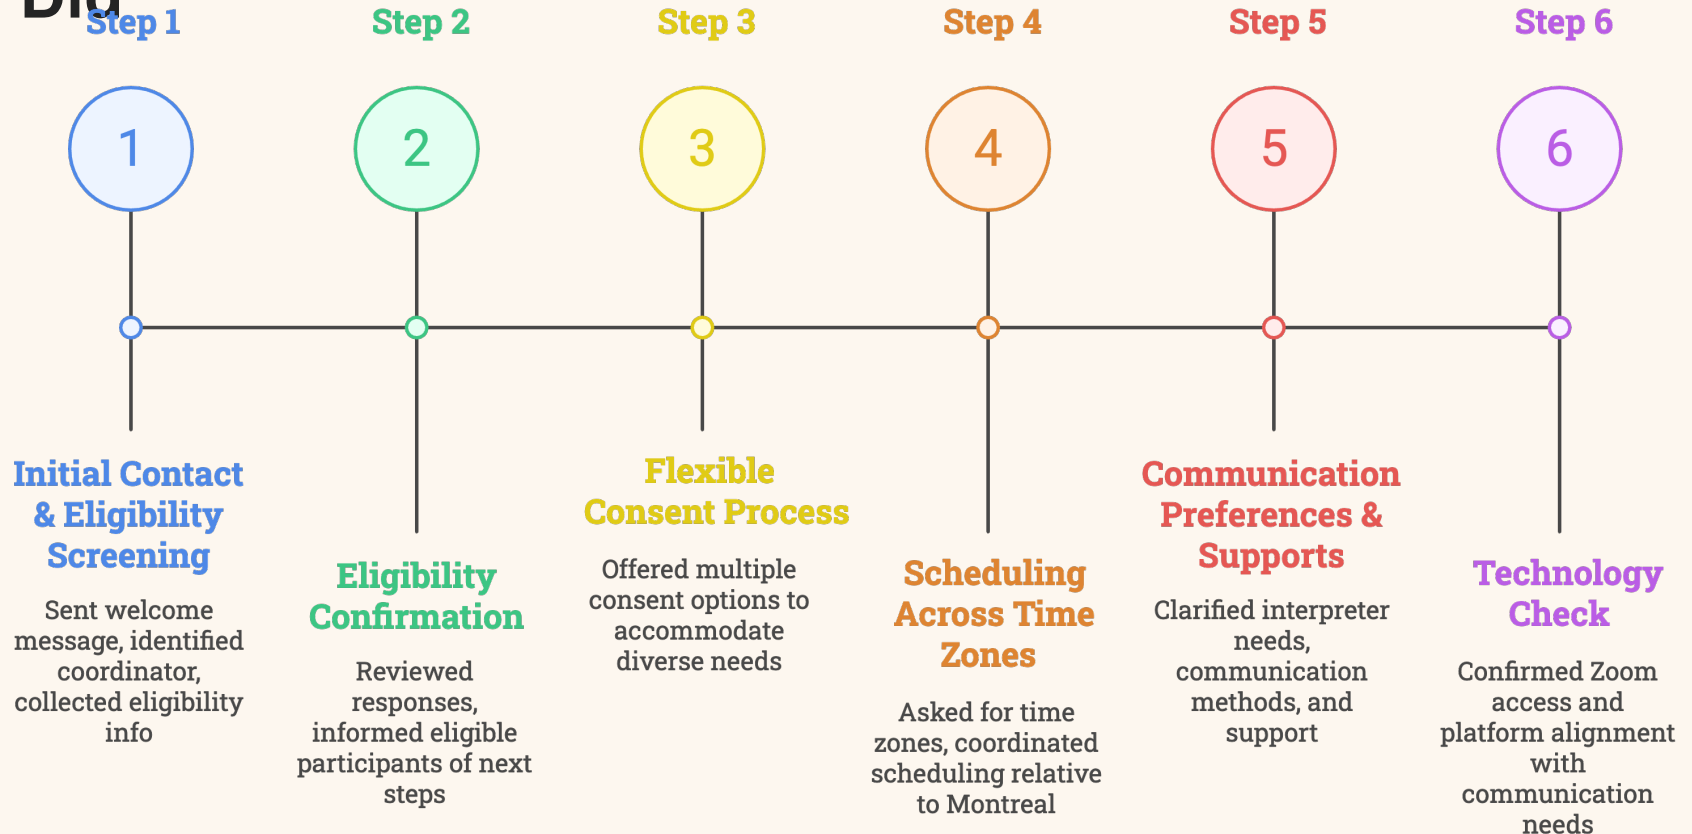 Step 1
Step 2
Step 3
Step 4
Step 5
Step 6
1
2
3
4
5
6
Initial Contact
& Eligibility
Screening
Sent welcome
message, identified
coordinator,
collected eligibility
info
Eligibility
Confirmation
Reviewed
responses,
informed eligible
participants of next
steps
Flexible
Consent Process
Offered multiple
consent options to
accommodate
diverse needs
Scheduling
Across Time
Zones
Asked for time
zones, coordinated
scheduling relative
to Montreal
Communication
Preferences &
Supports
Clarified interpreter
needs,
communication
methods, and
support
Technology
Check
Confirmed Zoom
access and
platform alignment
with
communication
needs